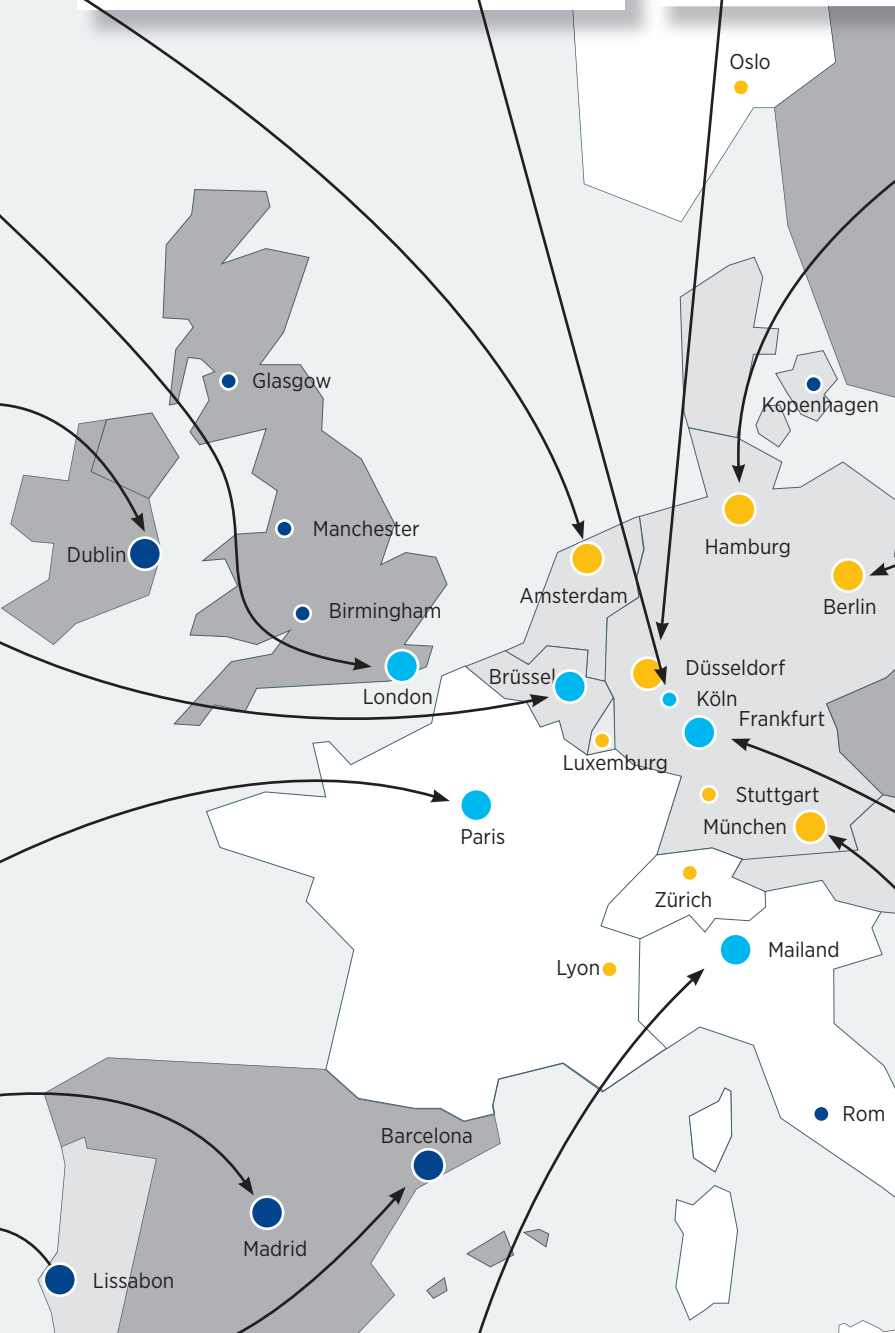 Oslo
Glasgow
Kopenhagen
Manchester
Hamburg
Dublin
Amsterdam
Berlin
Birmingham
Düsseldorf
Brüssel
London
Köln
Frankfurt
Luxemburg
Stuttgart
München
Paris
Zürich
Mailand
Lyon
Rom
Barcelona
Madrid
Lissabon